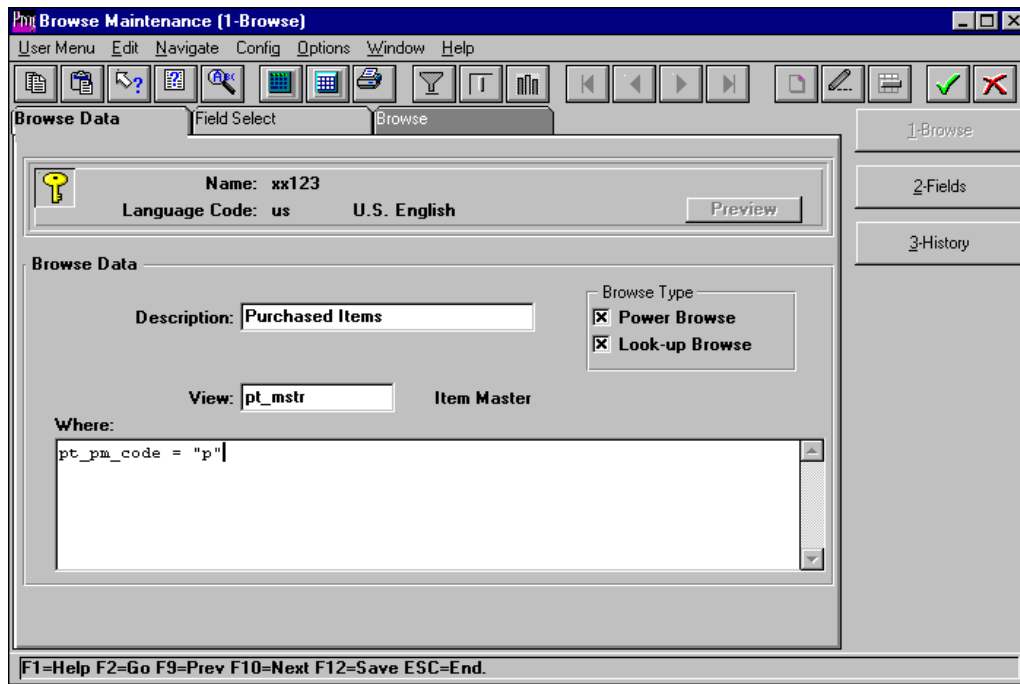 Browse Maintenance (1-Browse)
User Menu Edit Navigate Config Options Window Help
Browse Data Field Select Browse
1-Browse
Name: xx123
Language Code: us U.S. English Preview
2-Fields
3-History
Browse Data
Browse Type
Description: Purchased Items
Power Browse
Look-up Browse
View: pt_mstr Item Master
Where:
pt_pm_code = "p"
F1=Help F2=Go F9=Prev F10=Next F12=Save ESC=End.